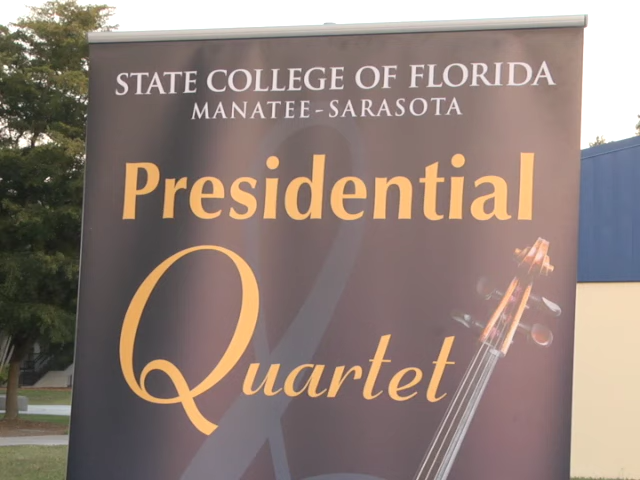 STATE COLLEGE OF FLORIDA
MANATEE-SARASOTA
Presidential
Quartet